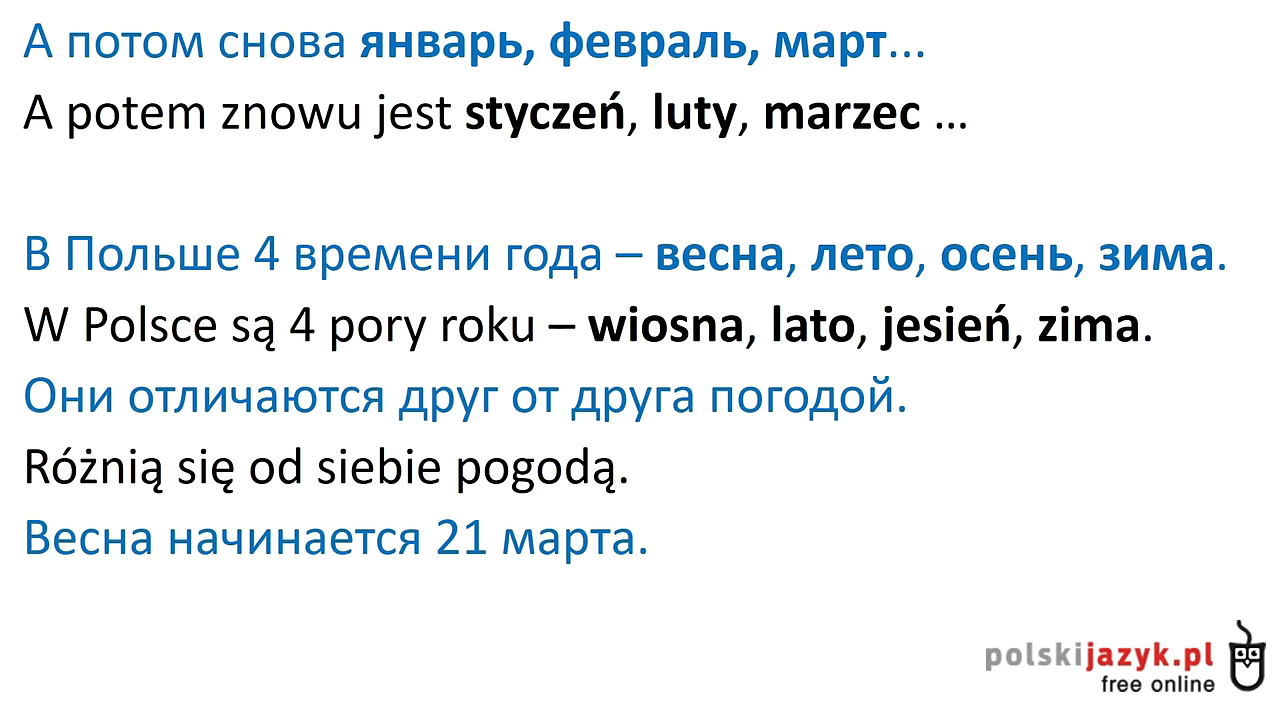 А потом снова январь, февраль, март...
A potem znowu jest styczeń, luty, marzec ...
В Польше 4 времени года – весна, лето, осень, зима.
W Polsce są 4 pory roku – wiosna, lato, jesień, zima.
Они отличаются друг от друга погодой.
Różnią się od siebie pogodą.
Весна начинается 21 марта.
polskijazyk.pl
free online